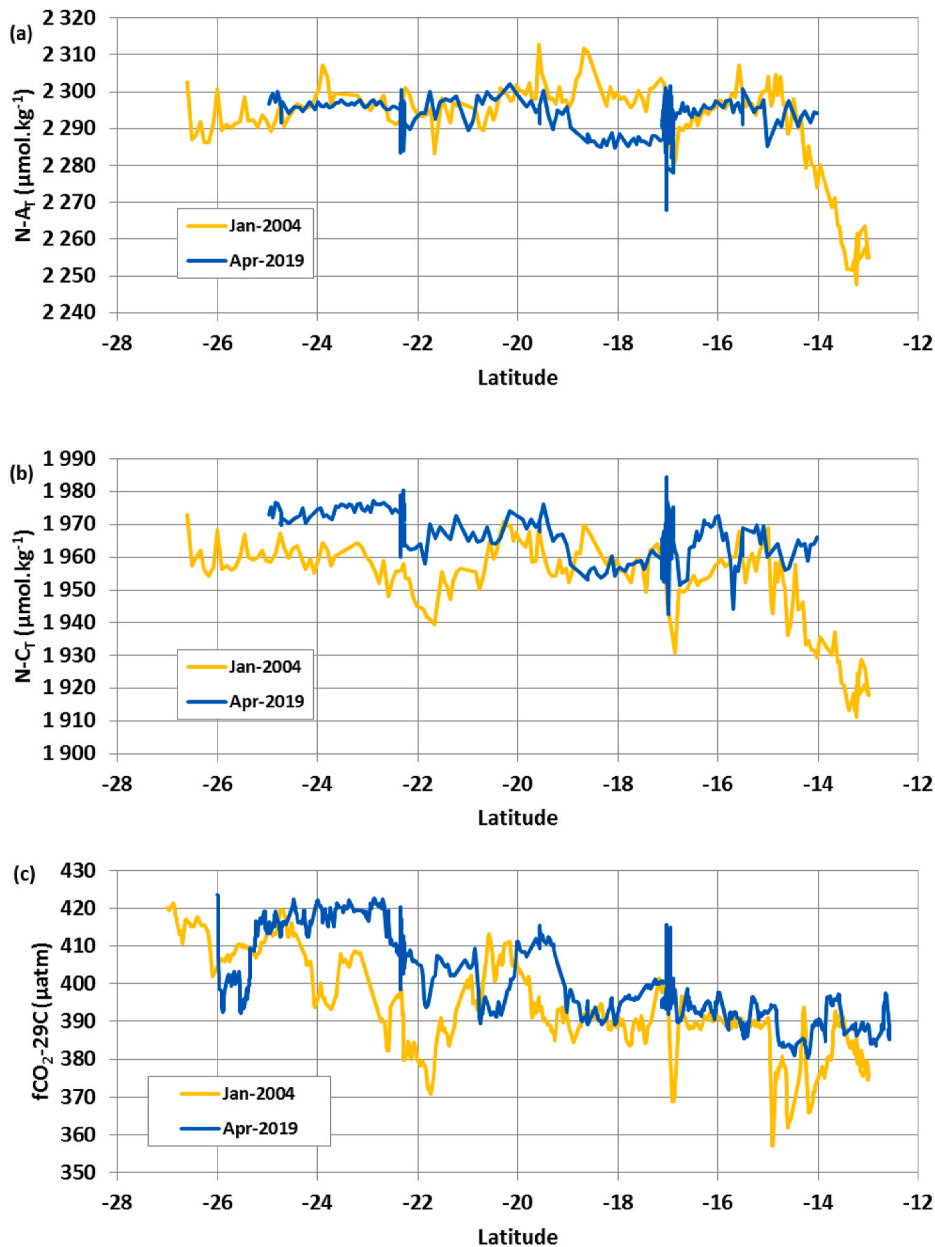 (a)
N-A_T (µmol.kg⁻¹)
2 320
2 310
2 300
2 290
2 280
2 270
2 260
2 250
2 240
Jan-2004
Apr-2019
-28 -26 -24 -22 -20 -18 -16 -14 -12
Latitude
(b)
N-C_T (µmol.kg⁻¹)
1 990
1 980
1 970
1 960
1 950
1 940
1 930
1 920
1 910
1 900
Jan-2004
Apr-2019
-28 -26 -24 -22 -20 -18 -16 -14 -12
Latitude
(c)
fCO₂-29C(µatm)
430
420
410
400
390
380
370
360
350
Jan-2004
Apr-2019
-28 -26 -24 -22 -20 -18 -16 -14 -12
Latitude